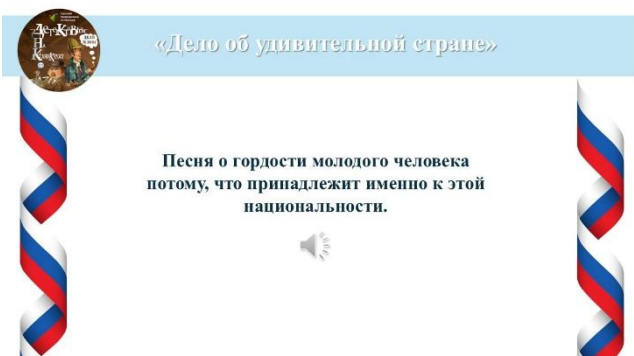 «Дело об удивительной стране»
Песня о гордости молодого человека
потому, что принадлежит именно к этой
национальности.